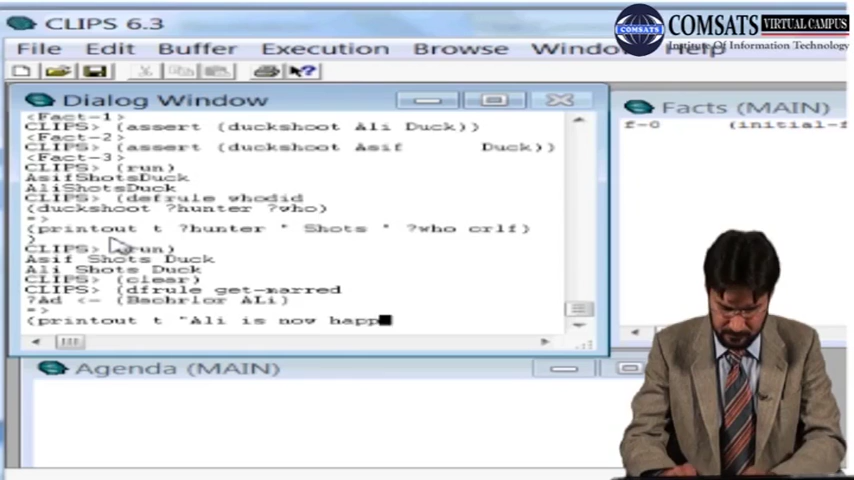 CLIPS 6.3
COMSATS VIRTUAL CAMPUS
Institute Of Information Technology
File Edit Buffer Execution Browse Window Help
Dialog Window
<Fact-1>
CLIPS> (assert (duckshoot Ali Duck))
<Fact-2>
CLIPS> (assert (duckshoot Asif Duck))
<Fact-3>
CLIPS> (run)
AsifShotsDuck
AliShotsDuck
CLIPS> (defrule whodid
(duckshoot ?hunter ?who)
=>
(printout t ?hunter " Shots " ?who crlf)
)
CLIPS> (run)
Asif Shots Duck
Ali Shots Duck
CLIPS> (clear)
CLIPS> (dfrule get-marred
?Ad <- (Bachrlor ALi)
=>
(printout t "Ali is now happ
Facts (MAIN)
f-0 (initial-f
Agenda (MAIN)